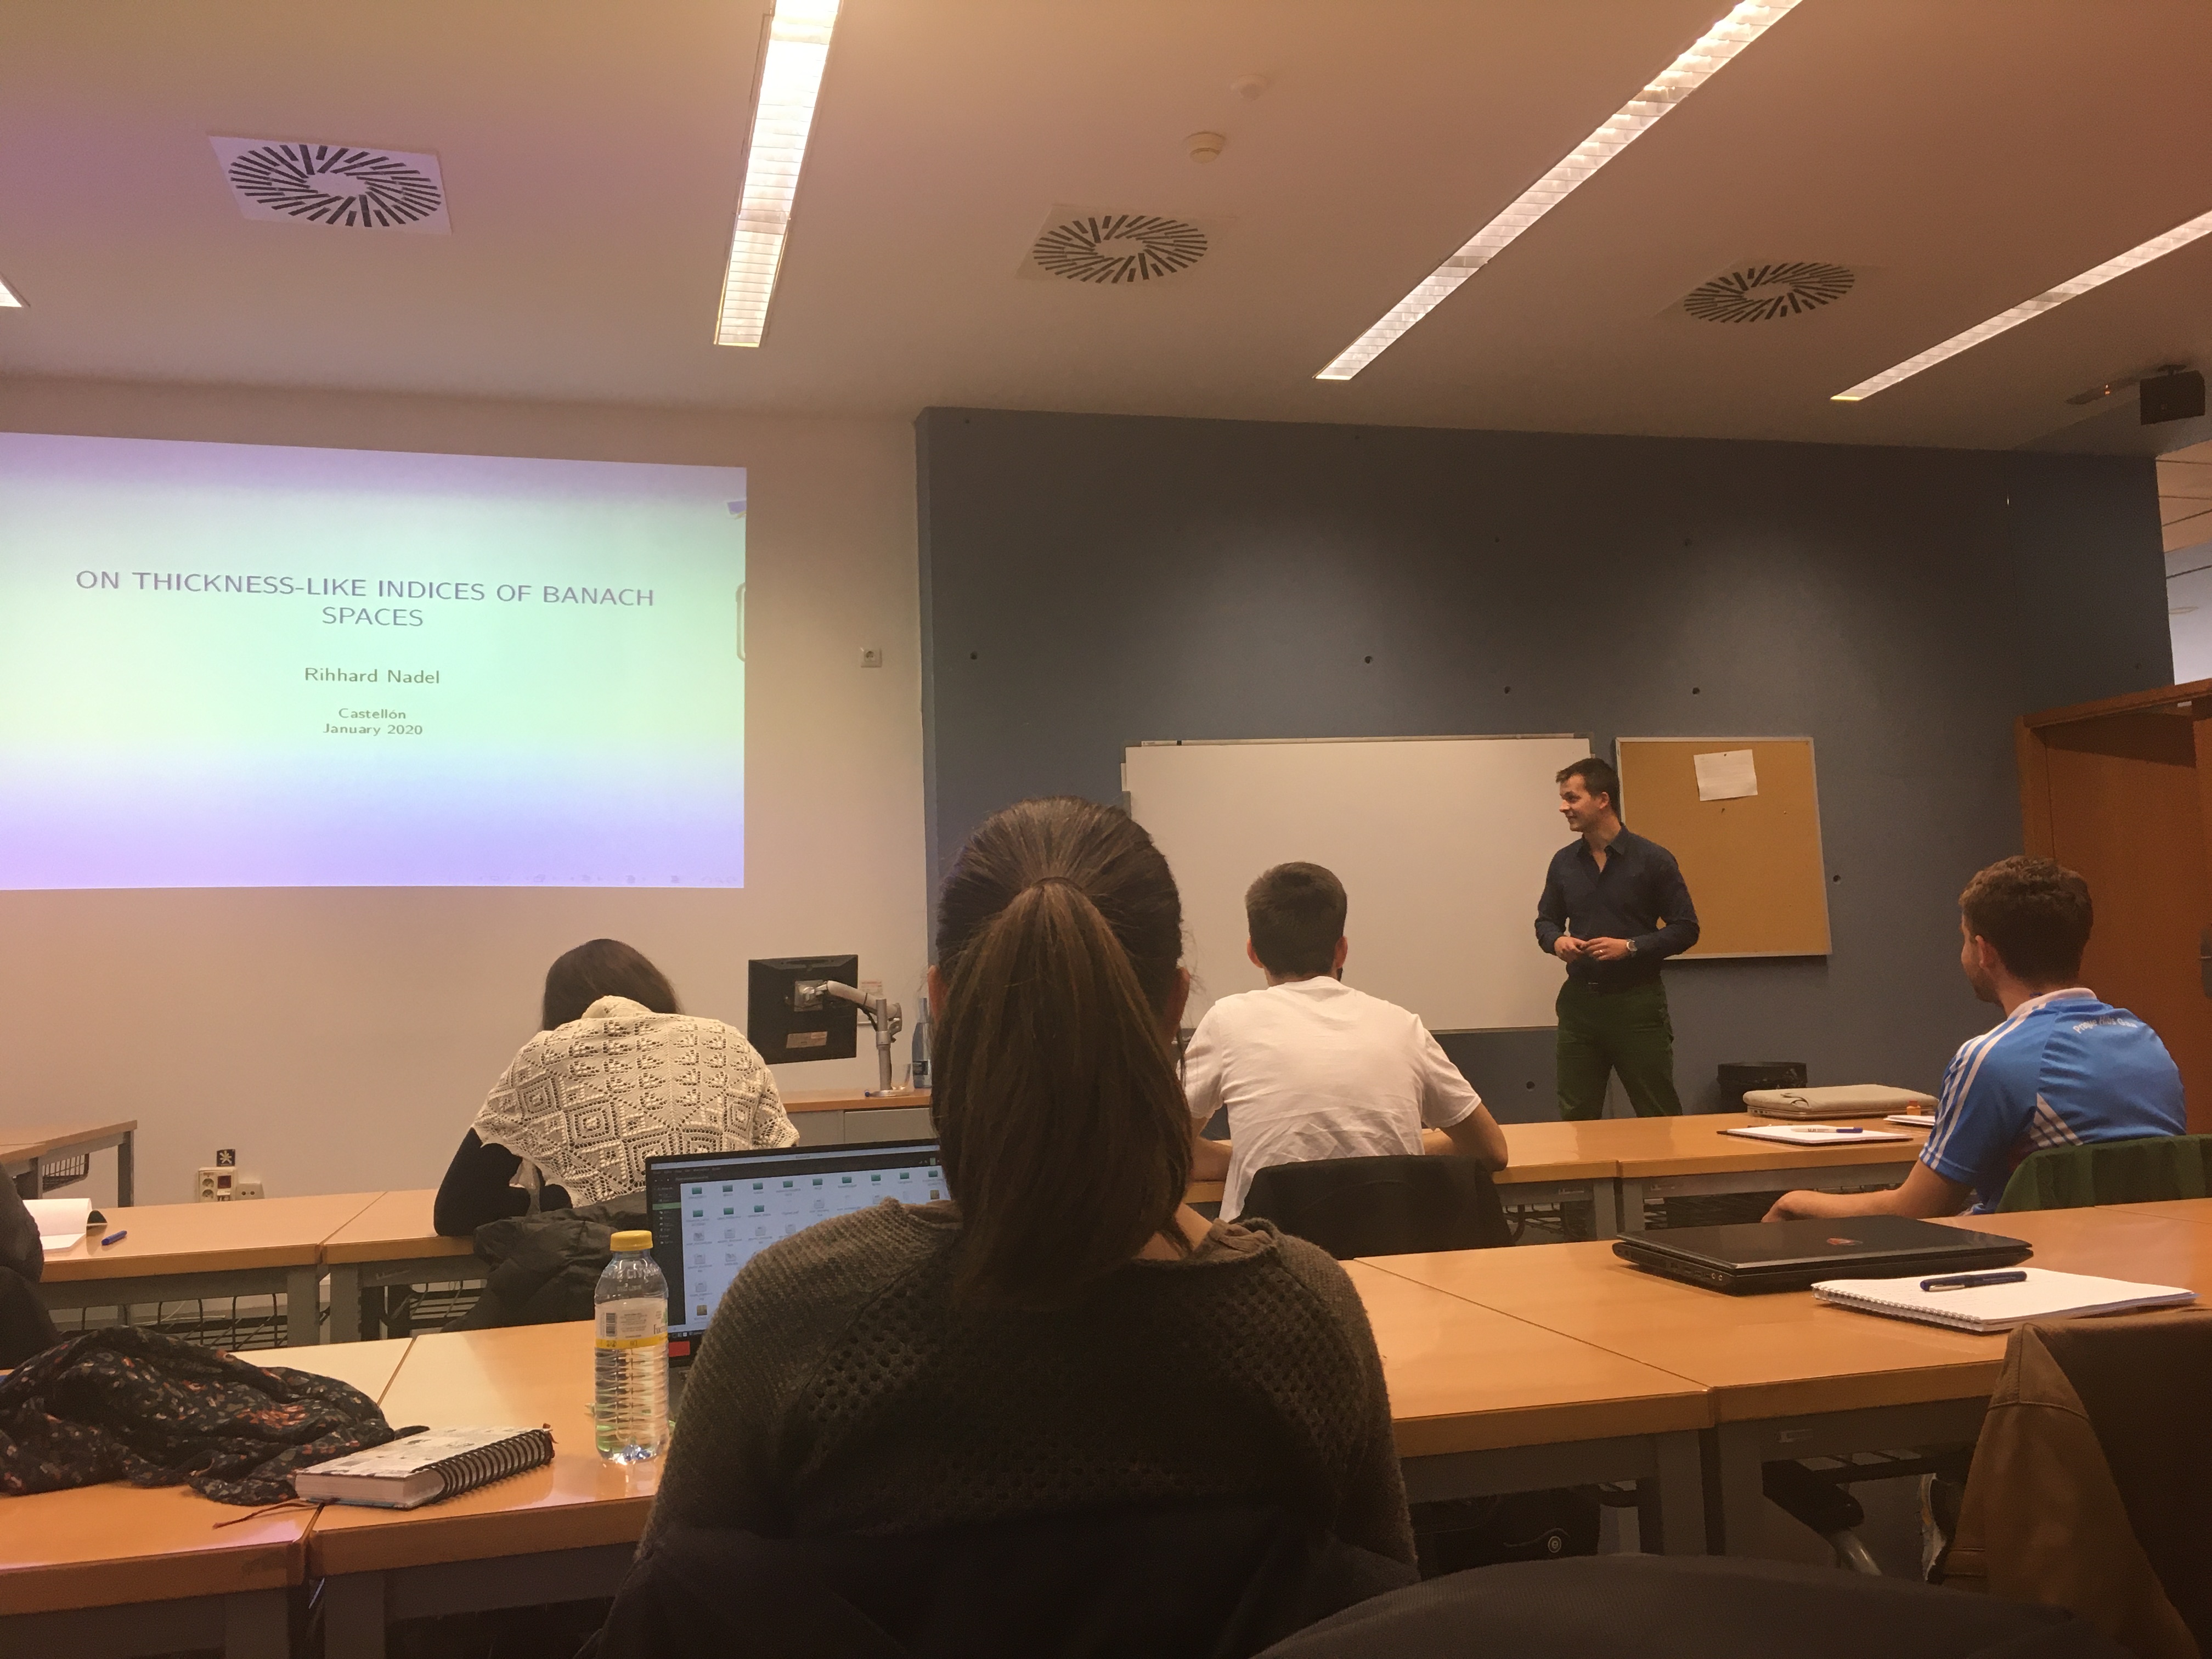 ON THICKNESS-LIKE INDICES OF BANACH
SPACES
Rihhard Nadel
Castellón
January 2020